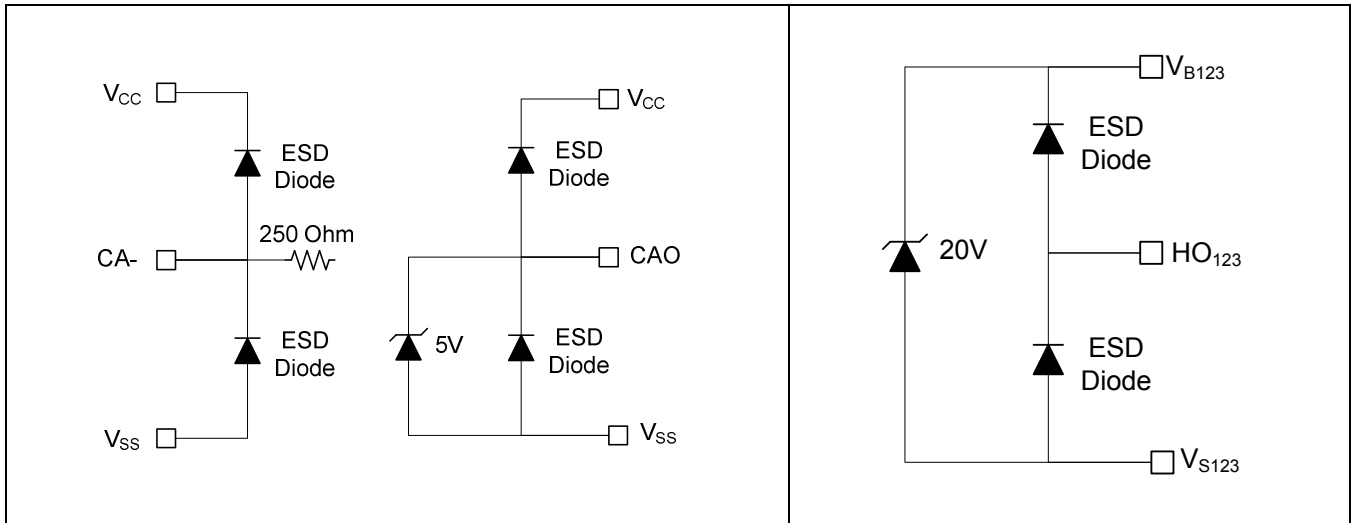 VCC
ESD
Diode
CA-
250 Ohm
ESD
Diode
VSS
VCC
ESD
Diode
CAO
5V
ESD
Diode
VSS
VB123
ESD
Diode
20V
HO123
ESD
Diode
VS123